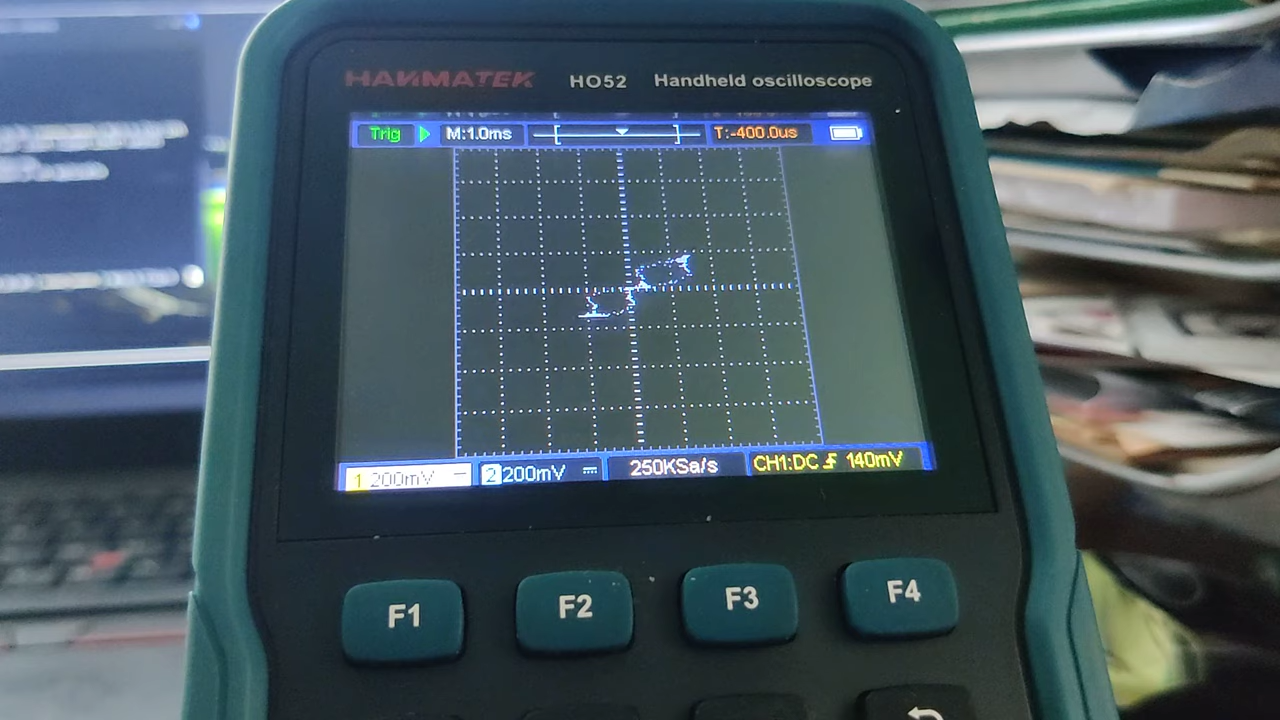 HANMATEK HO52 Handheld oscilloscope
Trig M:1.0ms T:-400.0us
1 200mV 2 200mV 250KSa/s CH1:DC 140mV
F1 F2 F3 F4